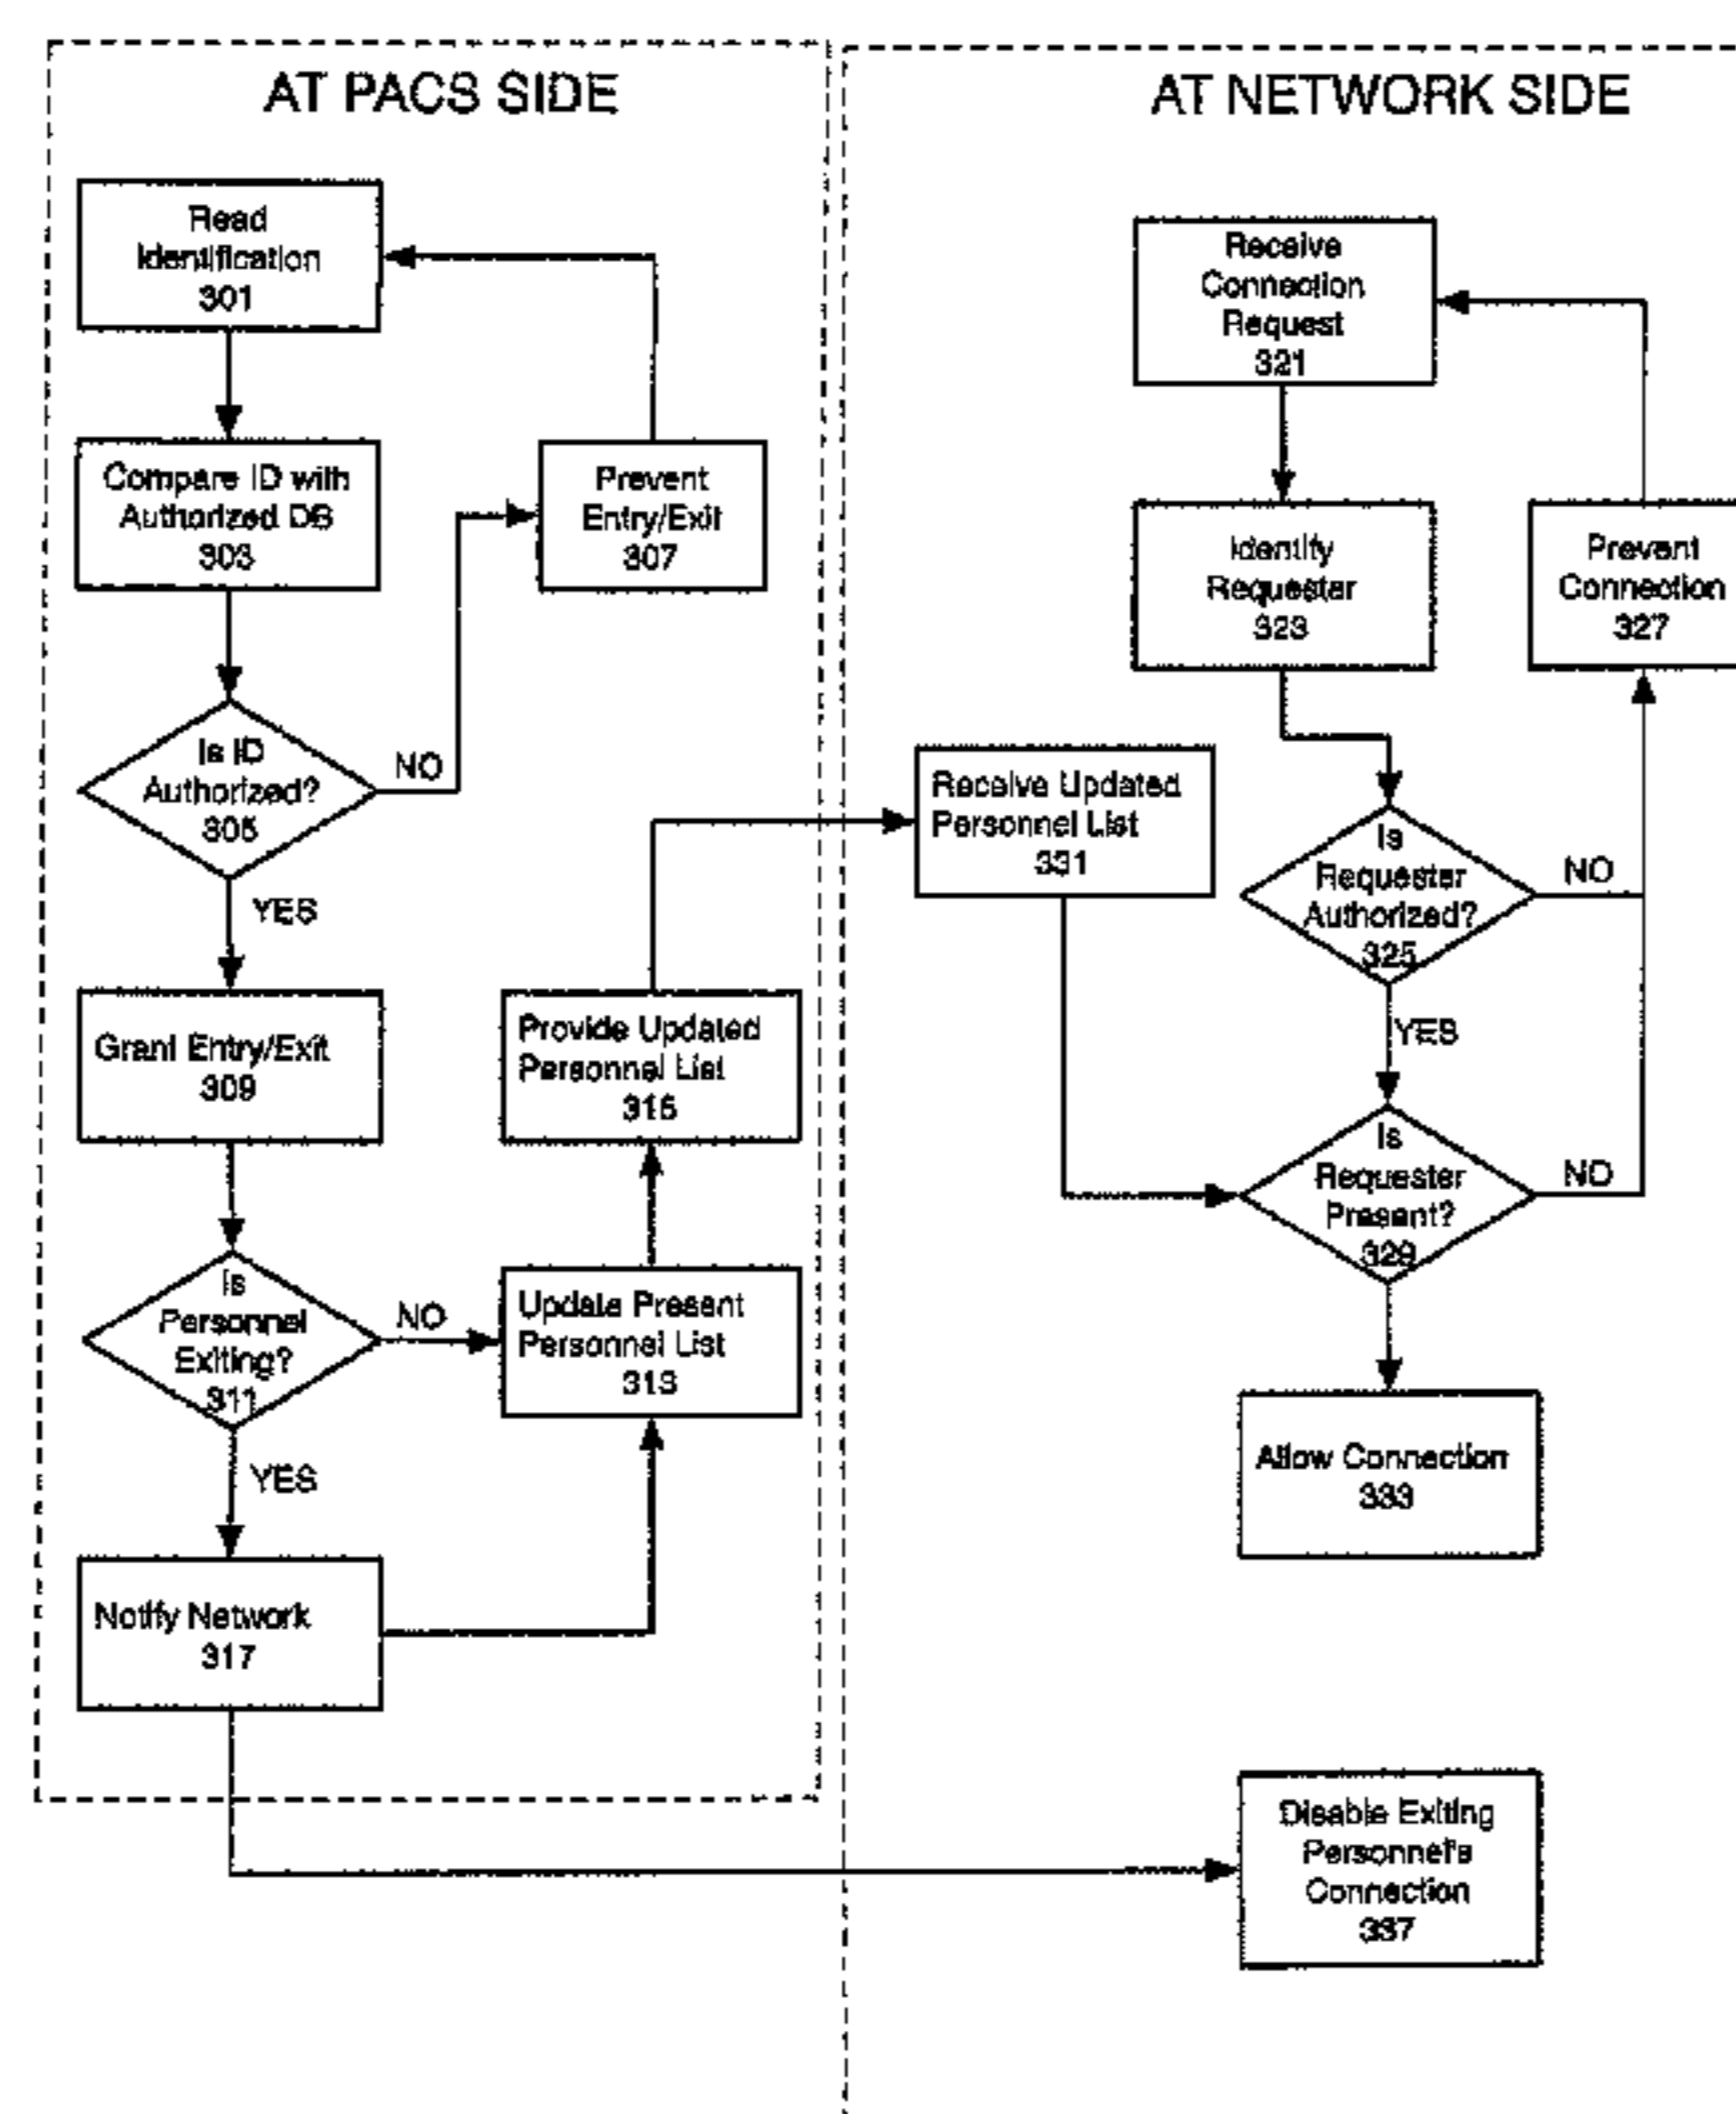 AT PACS SIDE
Read
Identification
301
Compare ID with
Authorized DB
303
Prevent
Entry/Exit
307
Is ID
Authorized?
305
NO
YES
Grant Entry/Exit
309
Provide Updated
Personnel List
315
Is
Personnel
Exiting?
311
NO
Update Present
Personnel List
313
YES
Notify Network
317
AT NETWORK SIDE
Receive
Connection
Request
321
Identify
Requester
323
Prevent
Connection
327
Receive Updated
Personnel List
331
Is
Requester
Authorized?
325
NO
YES
Is
Requester
Present?
329
NO
Allow Connection
333
Disable Exiting
Personnel's
Connection
337